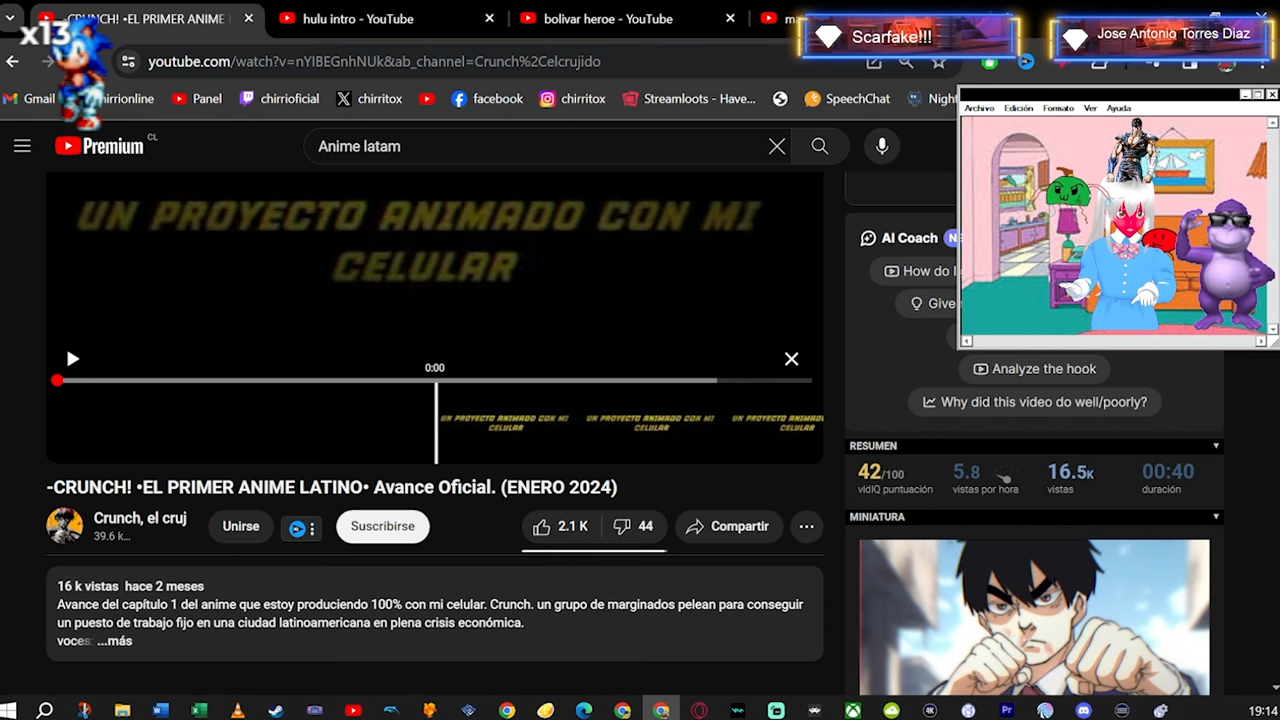 -CRUNCH! •EL PRIMER ANIME L
hulu intro - YouTube
bolivar heroe - YouTube
x13
Scarfake!!!
Jose Antonio Torres Diaz
youtube.com/watch?v=nYIBEGnhNUk&ab_channel=Crunch%2Celcrujido
Gmail
chirrionline
Panel
chirrioficial
chirritox
facebook
chirritox
Streamloots - Have...
SpeechChat
Archivo Edición Formato Ver Ayuda
Premium CL
Anime latam
UN PROYECTO ANIMADO CON MI
CELULAR
AI Coach
How do I
Give
0:00
Analyze the hook
UN PROYECTO ANIMADO CON MI
CELULAR
UN PROYECTO ANIMADO CON MI
CELULAR
UN PROYECTO ANIMADO
CELULAR
Why did this video do well/poorly?
RESUMEN
42/100
5.8
16.5k
00:40
vidIQ puntuación
vistas por hora
vistas
duración
-CRUNCH! •EL PRIMER ANIME LATINO• Avance Oficial. (ENERO 2024)
MINIATURA
Crunch, el cruj
39.6 k...
Unirse
Suscribirse
2.1 K
44
Compartir
16 k vistas hace 2 meses
Avance del capítulo 1 del anime que estoy produciendo 100% con mi celular. Crunch. un grupo de marginados pelean para conseguir
un puesto de trabajo fijo en una ciudad latinoamericana en plena crisis económica.
voces: ...más
19:14